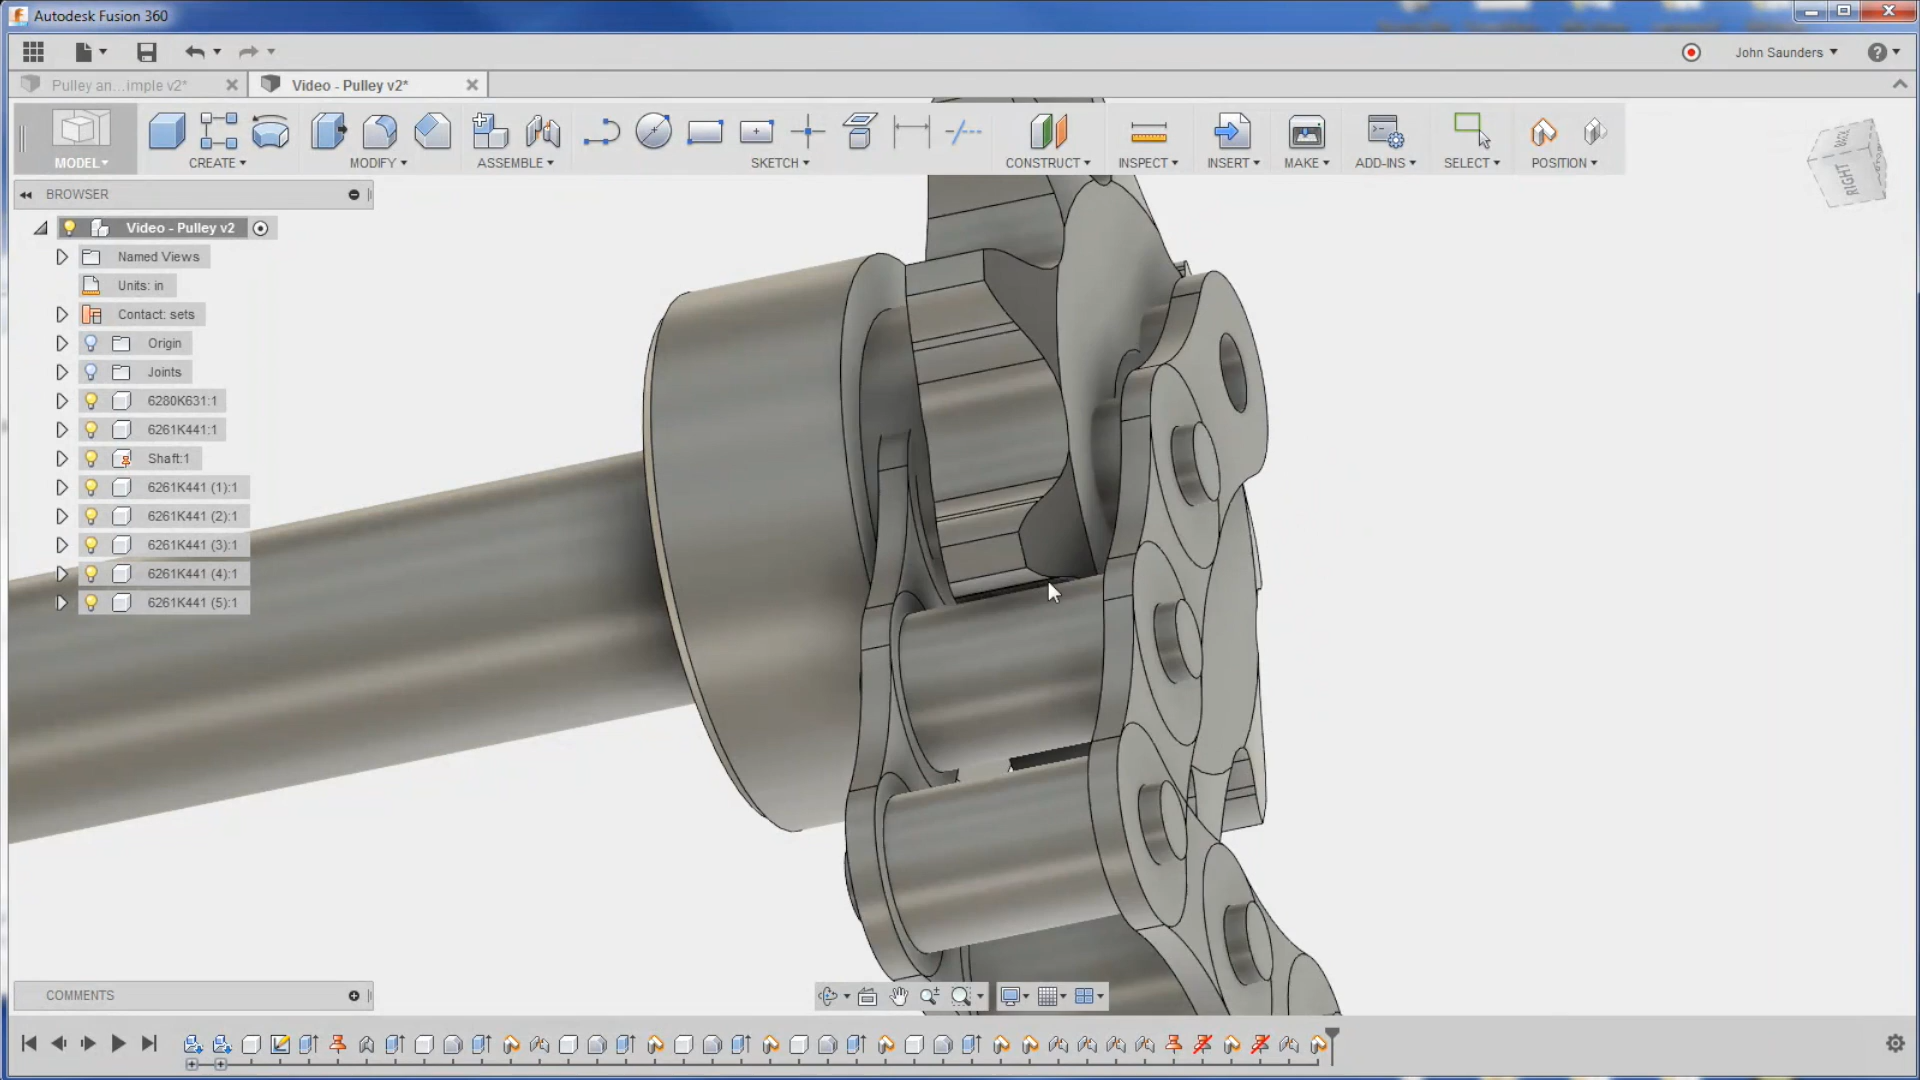 Autodesk Fusion 360
John Saunders
Pulley an...imple v2*
Video - Pulley v2*
MODEL
CREATE
MODIFY
ASSEMBLE
SKETCH
CONSTRUCT
INSPECT
INSERT
MAKE
ADD-INS
SELECT
POSITION
BACK
RIGHT
BROWSER
Video - Pulley v2
Named Views
Units: in
Contact: sets
Origin
Joints
6280K631:1
6261K441:1
Shaft:1
6261K441 (1):1
6261K441 (2):1
6261K441 (3):1
6261K441 (4):1
6261K441 (5):1
COMMENTS